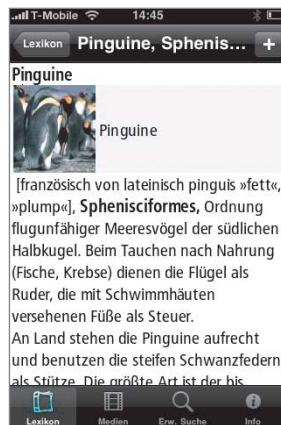 T-Mobile 14:45
Lexikon Pinguine, Sphenis... +
Pinguine
Pinguine
[französisch von lateinisch pinguis »fett«,
»plump«], Sphenisciformes, Ordnung
flugunfähiger Meeresvögel der südlichen
Halbkugel. Beim Tauchen nach Nahrung
(Fische, Krebse) dienen die Flügel als
Ruder, die mit Schwimmhäuten
versehenen Füße als Steuer.
An Land stehen die Pinguine aufrecht
und benutzen die steifen Schwanzfedern
als Stütze. Die größte Art ist der bis
Lexikon Medien Erw. Suche Info